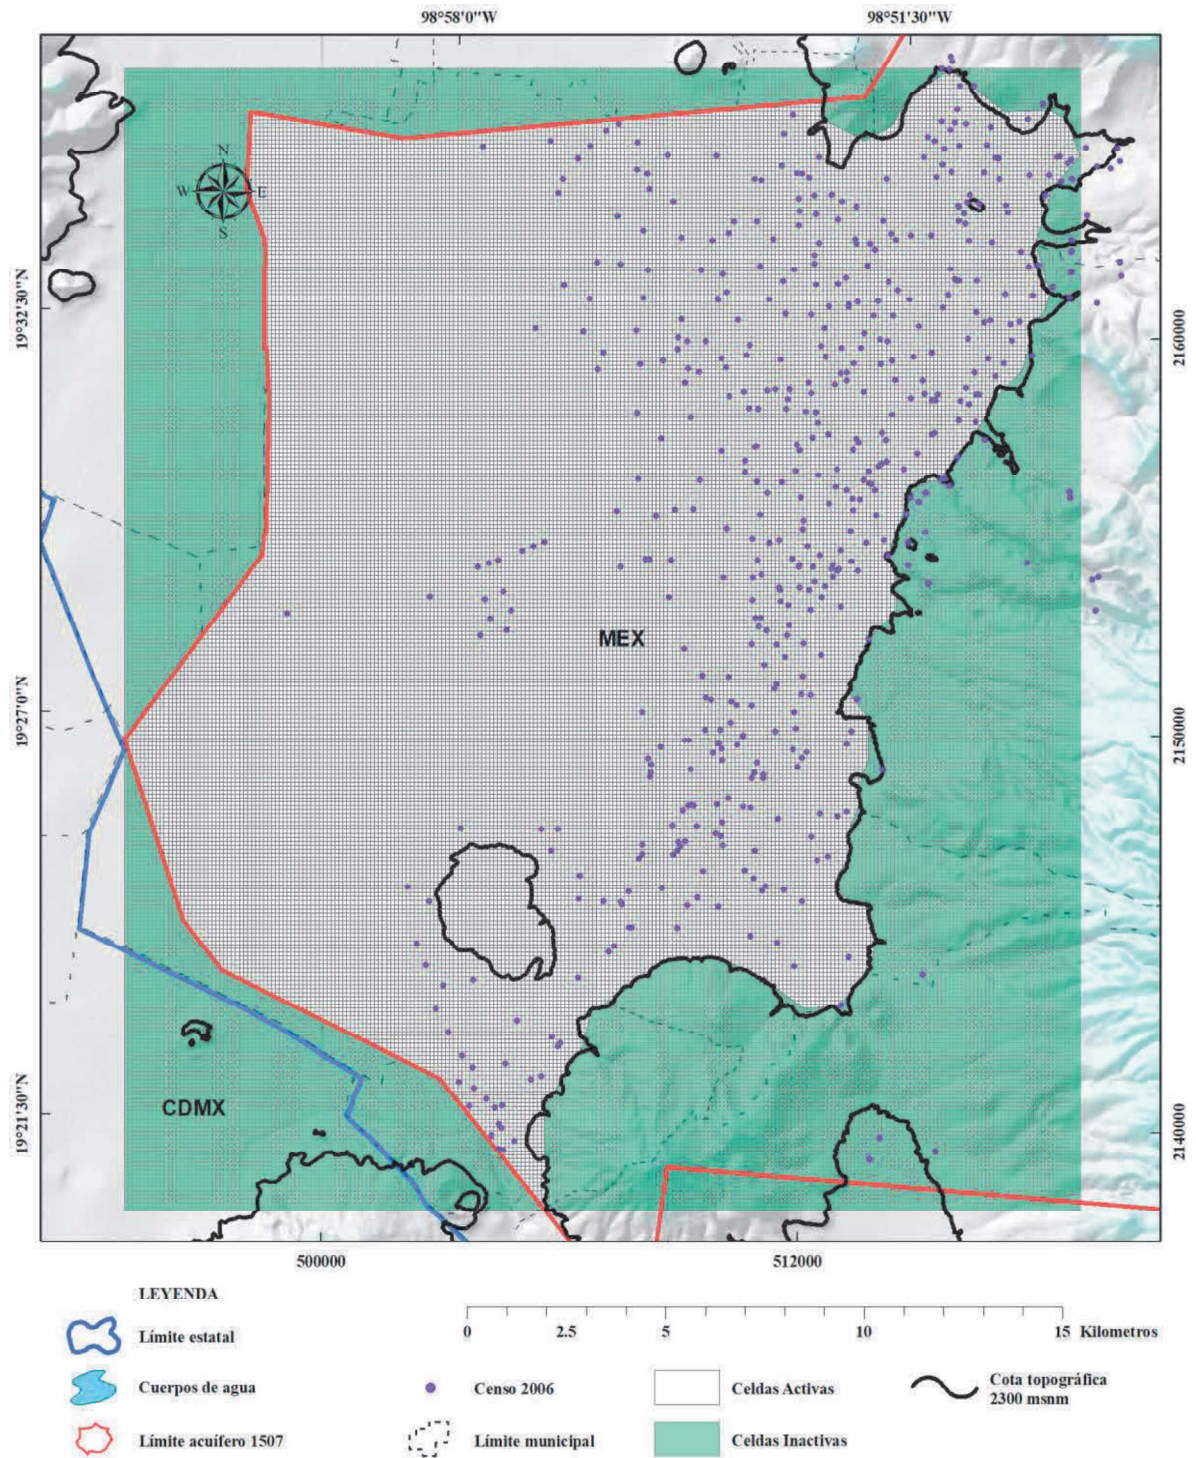 98°58'0"W
98°51'30"W
N
W
E
S
19°32'30"N
2160000
MEX
19°27'0"N
2150000
CDMX
19°21'30"N
2140000
500000
512000
LEYENDA
Límite estatal
0
2.5
5
10
15 Kilometros
Cuerpos de agua
Censo 2006
Celdas Activas
Cota topográfica
2300 msnm
Límite acuífero 1507
Límite municipal
Celdas Inactivas